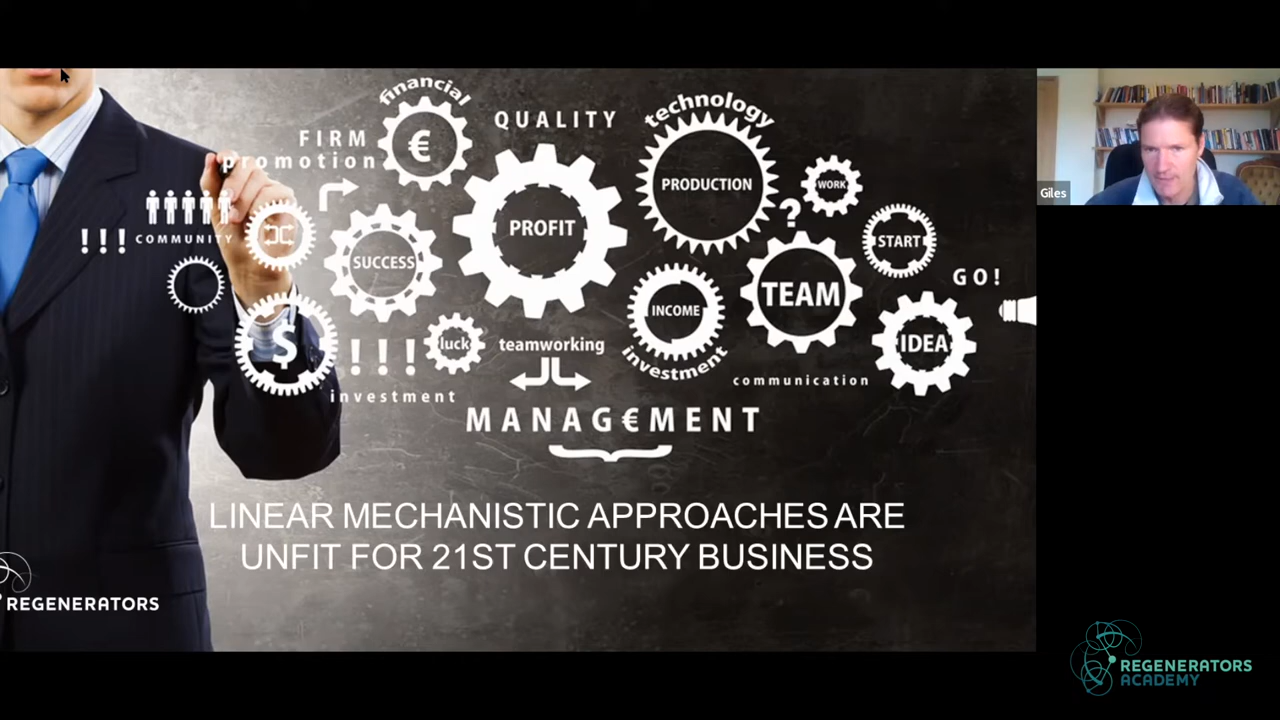 financial
€
QUALITY
technology
FIRM
promotion
PRODUCTION
WORK
?
PROFIT
COMMUNITY
!!!
SUCCESS
START
TEAM
GO!
INCOME
investment
IDEA
$
!!!
luck
teamworking
communication
investment
MANAG€MENT
LINEAR MECHANISTIC APPROACHES ARE
UNFIT FOR 21ST CENTURY BUSINESS
REGENERATORS
Giles
REGENERATORS
ACADEMY